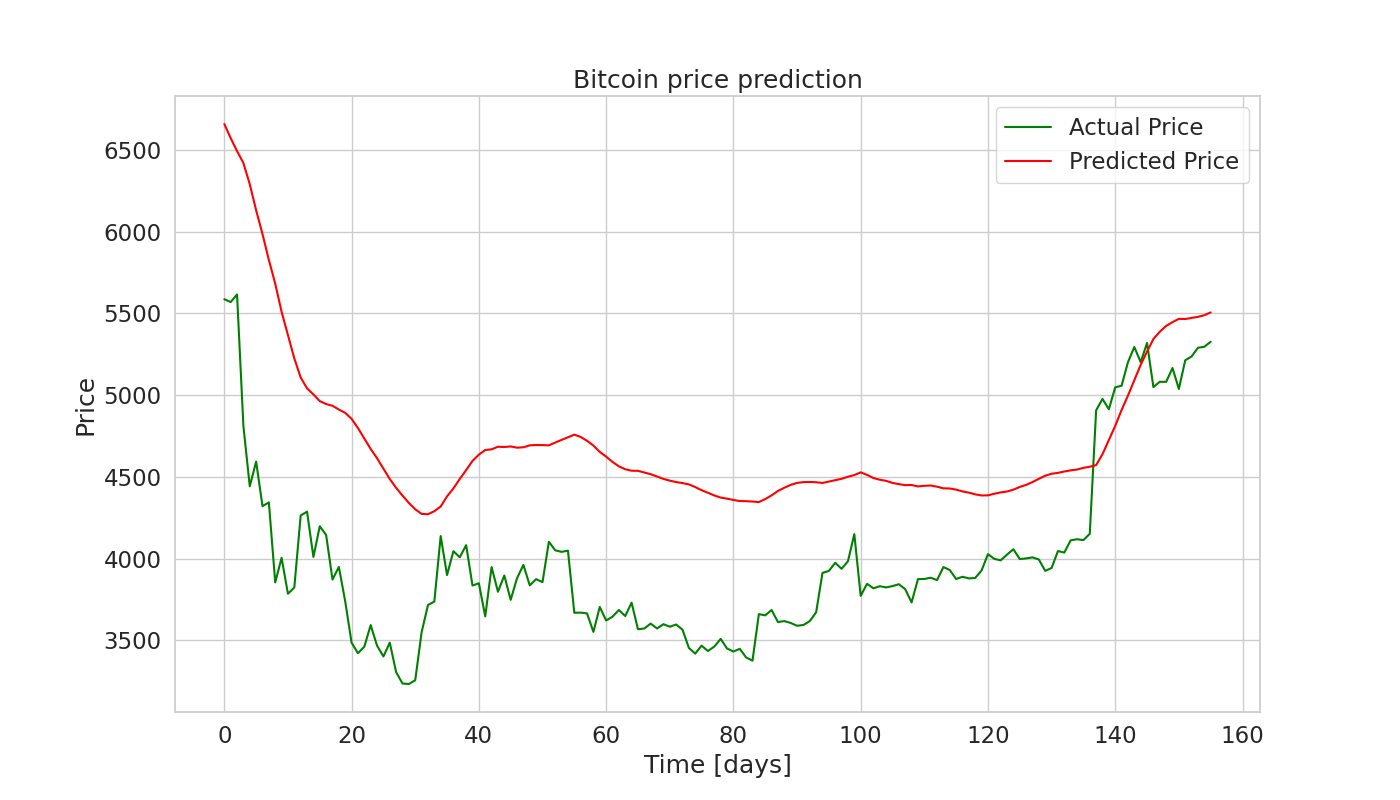 Bitcoin price prediction
Actual Price
Predicted Price
6500
6000
5500
5000
4500
4000
3500
Price
0 20 40 60 80 100 120 140 160
Time [days]